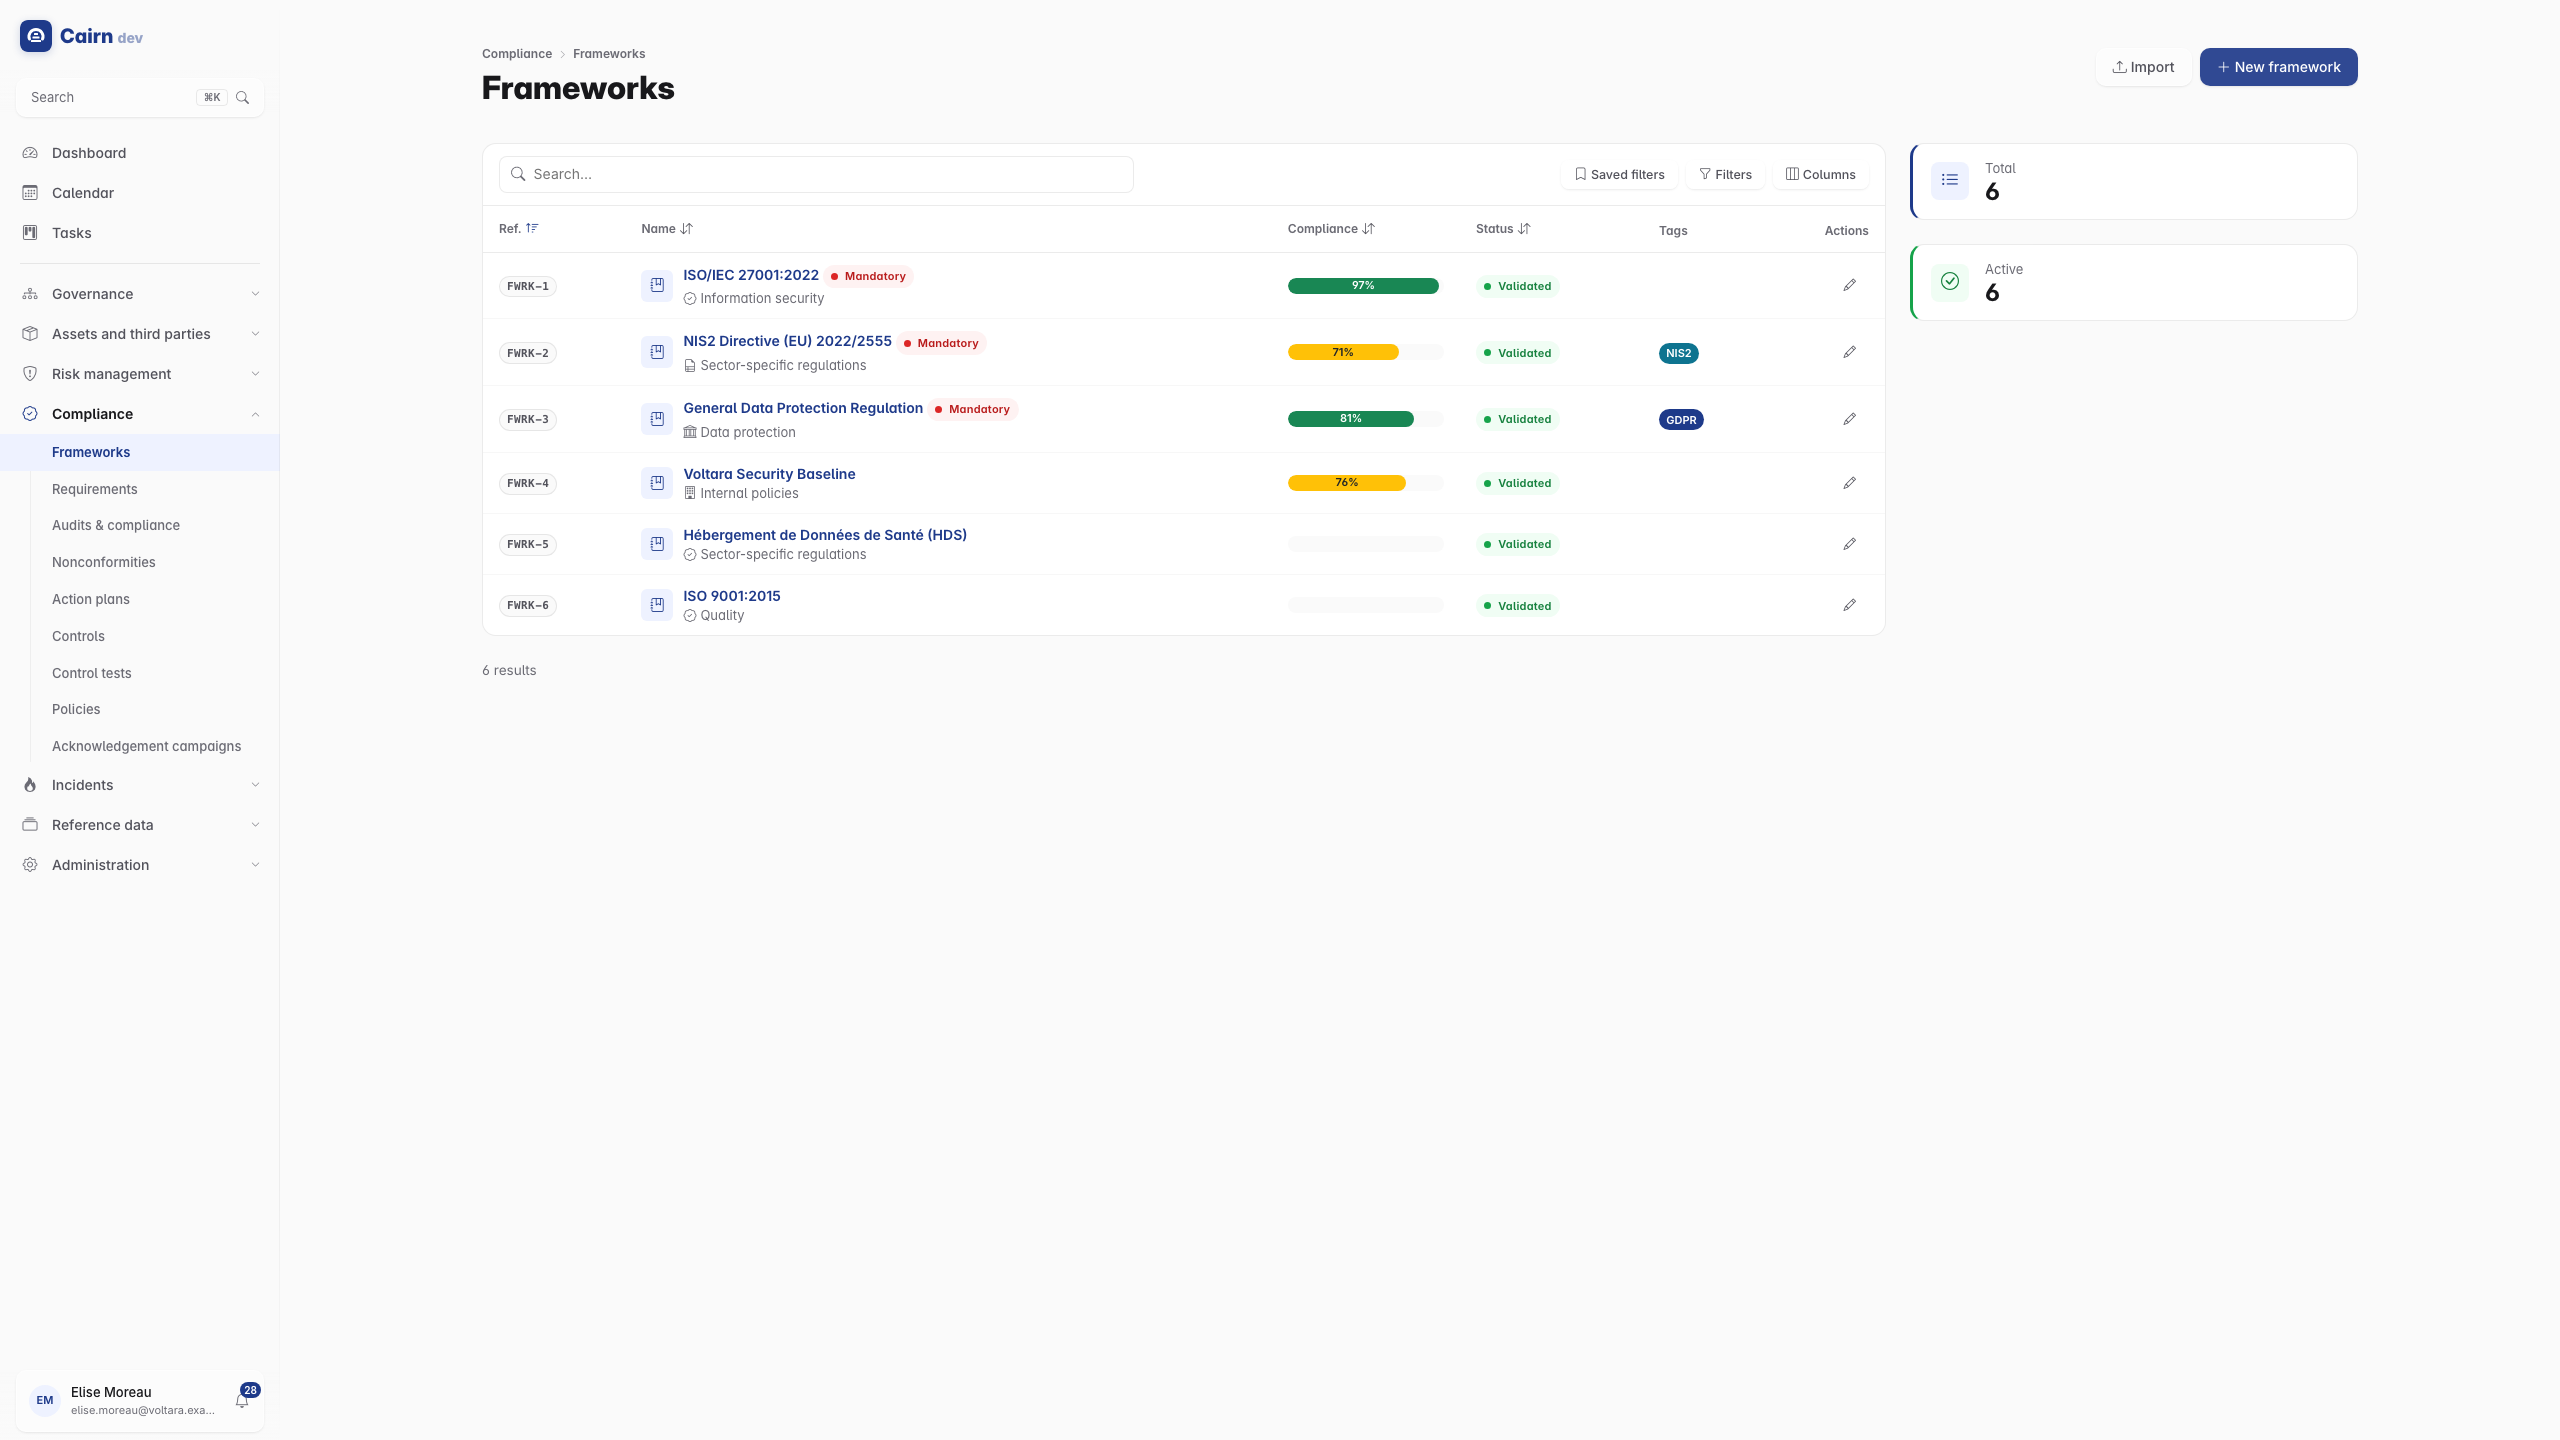 Cairn dev
Search ⌘K
Dashboard
Calendar
Tasks
Governance
Assets and third parties
Risk management
Compliance
Frameworks
Requirements
Audits & compliance
Nonconformities
Action plans
Controls
Control tests
Policies
Acknowledgement campaigns
Incidents
Reference data
Administration
EM
Elise Moreau
elise.moreau@voltara.exa...
28
Compliance > Frameworks
Frameworks
Import
+ New framework
Search...
Saved filters
Filters
Columns
Ref. Name Compliance Status Tags Actions
FWRK-1 ISO/IEC 27001:2022 Mandatory 97% Validated
Information security
FWRK-2 NIS2 Directive (EU) 2022/2555 Mandatory 71% Validated NIS2
Sector-specific regulations
FWRK-3 General Data Protection Regulation Mandatory 81% Validated GDPR
Data protection
FWRK-4 Voltara Security Baseline 76% Validated
Internal policies
FWRK-5 Hébergement de Données de Santé (HDS) Validated
Sector-specific regulations
FWRK-6 ISO 9001:2015 Validated
Quality
6 results
Total
6
Active
6